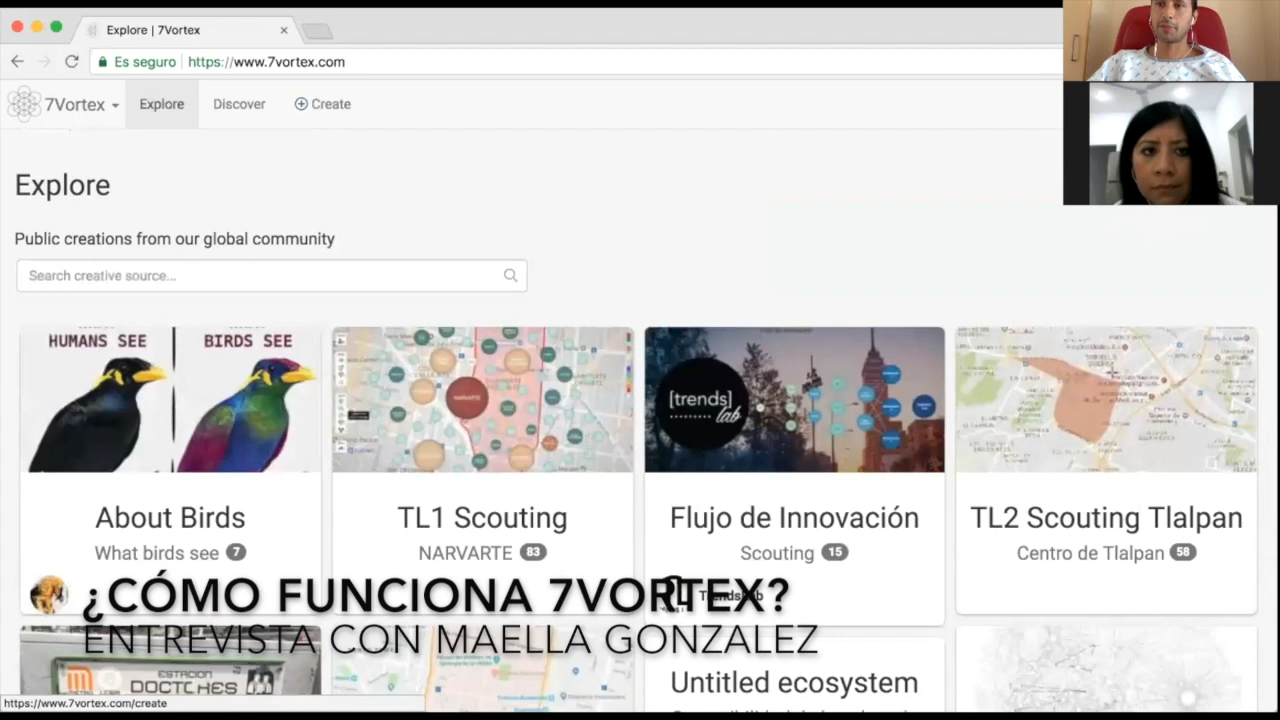 Explore | 7Vortex
Es seguro | https://www.7vortex.com
7Vortex
Explore
Discover
Create
Explore
Public creations from our global community
Search creative source...
HUMANS SEE
BIRDS SEE
[trends]
lab
About Birds
What birds see 7
TL1 Scouting
NARVARTE 83
Flujo de Innovación
Scouting 15
TL2 Scouting Tlalpan
Centro de Tlalpan 58
¿CÓMO FUNCIONA 7VORTEX?
ENTREVISTA CON MAELLA GONZALEZ
ESTACION
Untitled ecosystem
https://www.7vortex.com/create